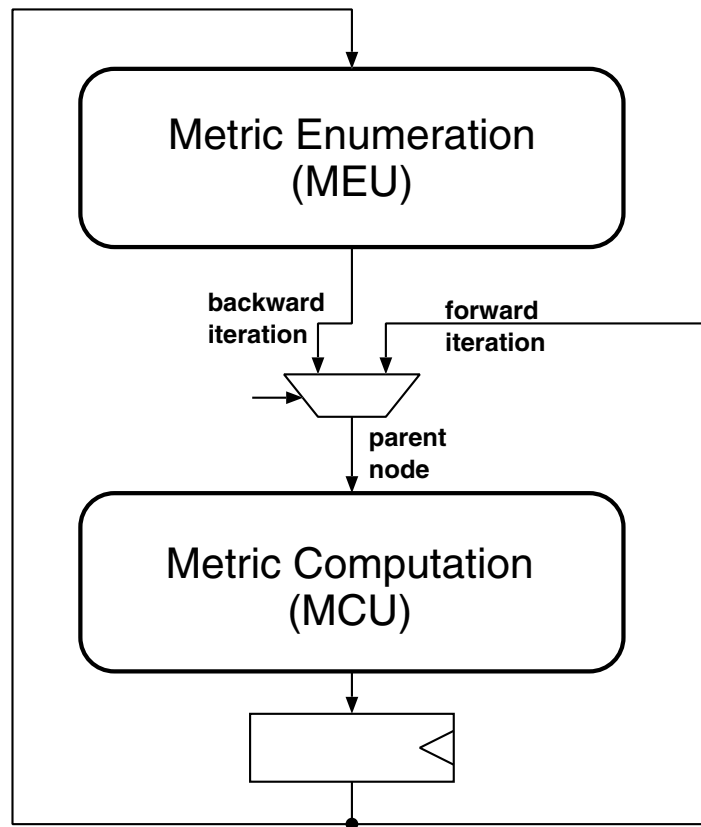 Metric Enumeration
(MEU)
backward
iteration
forward
iteration
parent
node
Metric Computation
(MCU)